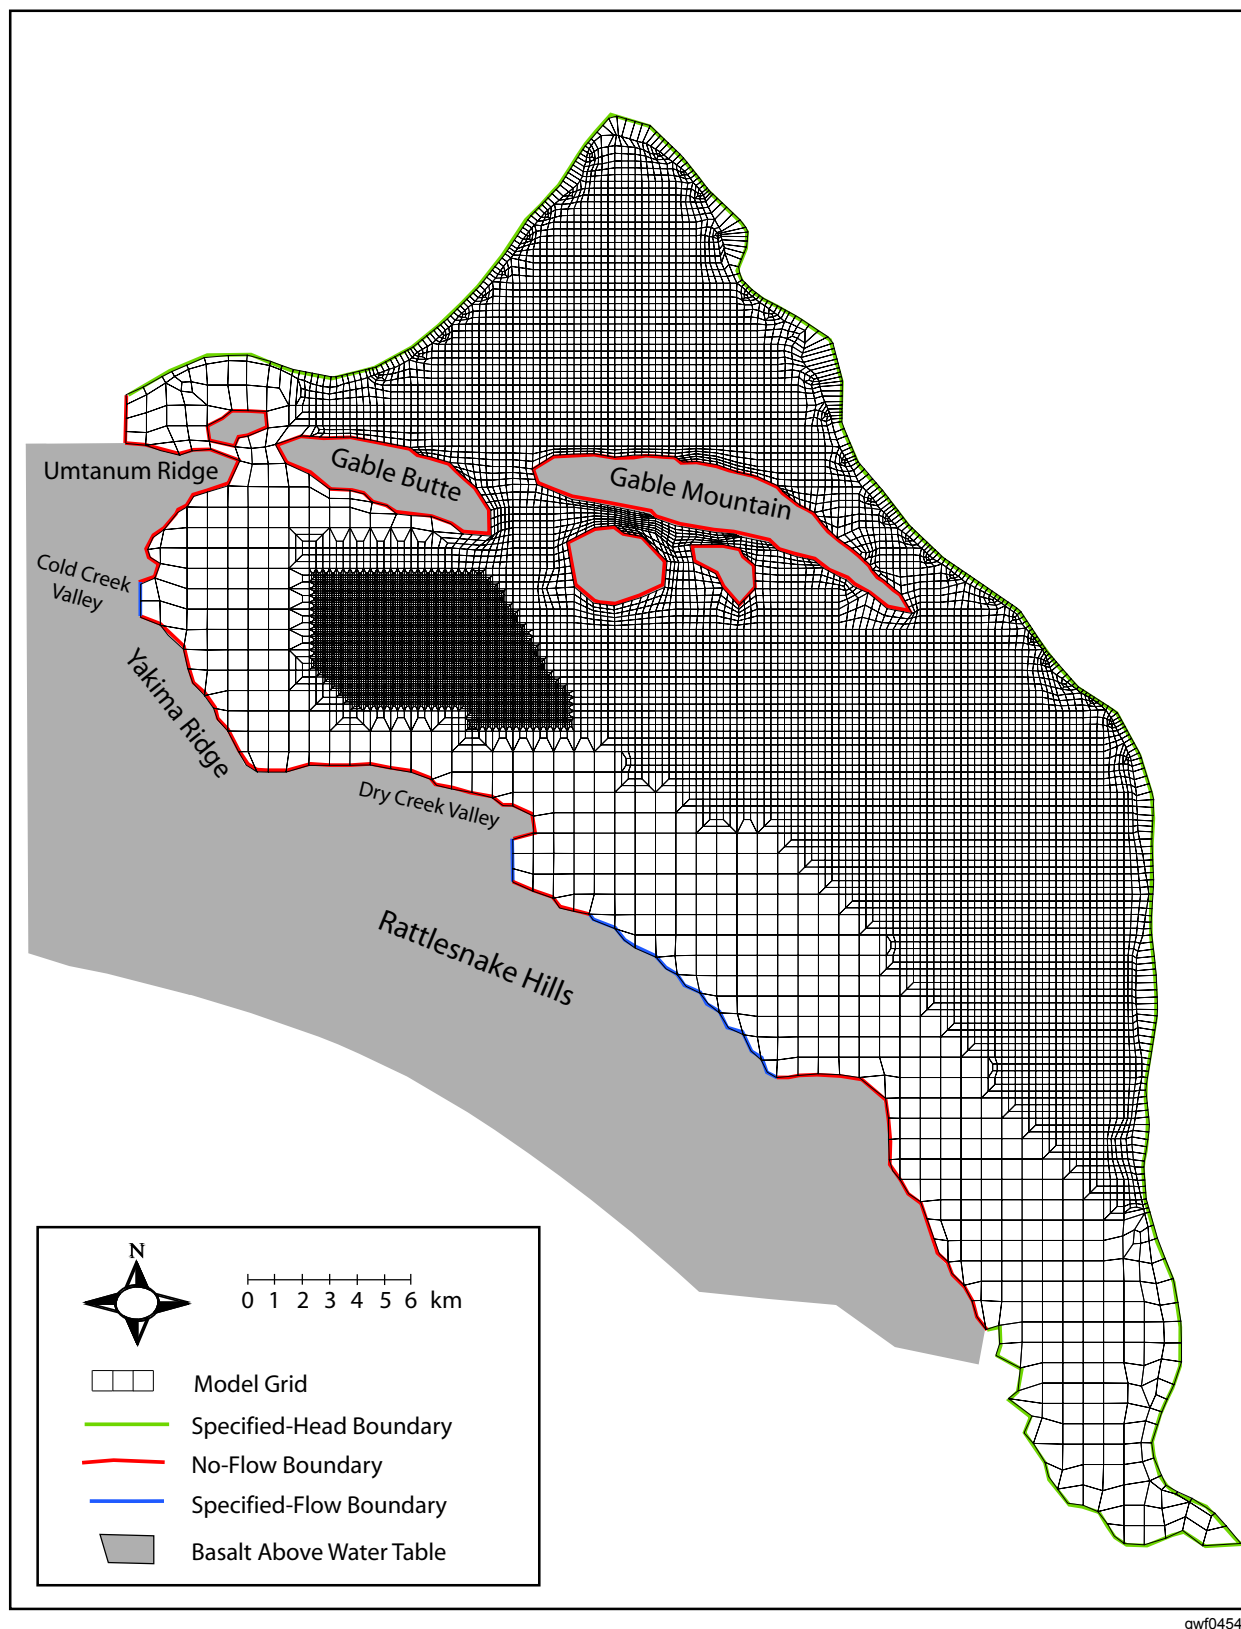 Umtanum Ridge
Gable Butte
Gable Mountain
Cold Creek
Valley
Yakima Ridge
Dry Creek Valley
Rattlesnake Hills
N
0 1 2 3 4 5 6 km
Model Grid
Specified-Head Boundary
No-Flow Boundary
Specified-Flow Boundary
Basalt Above Water Table
gwf0454